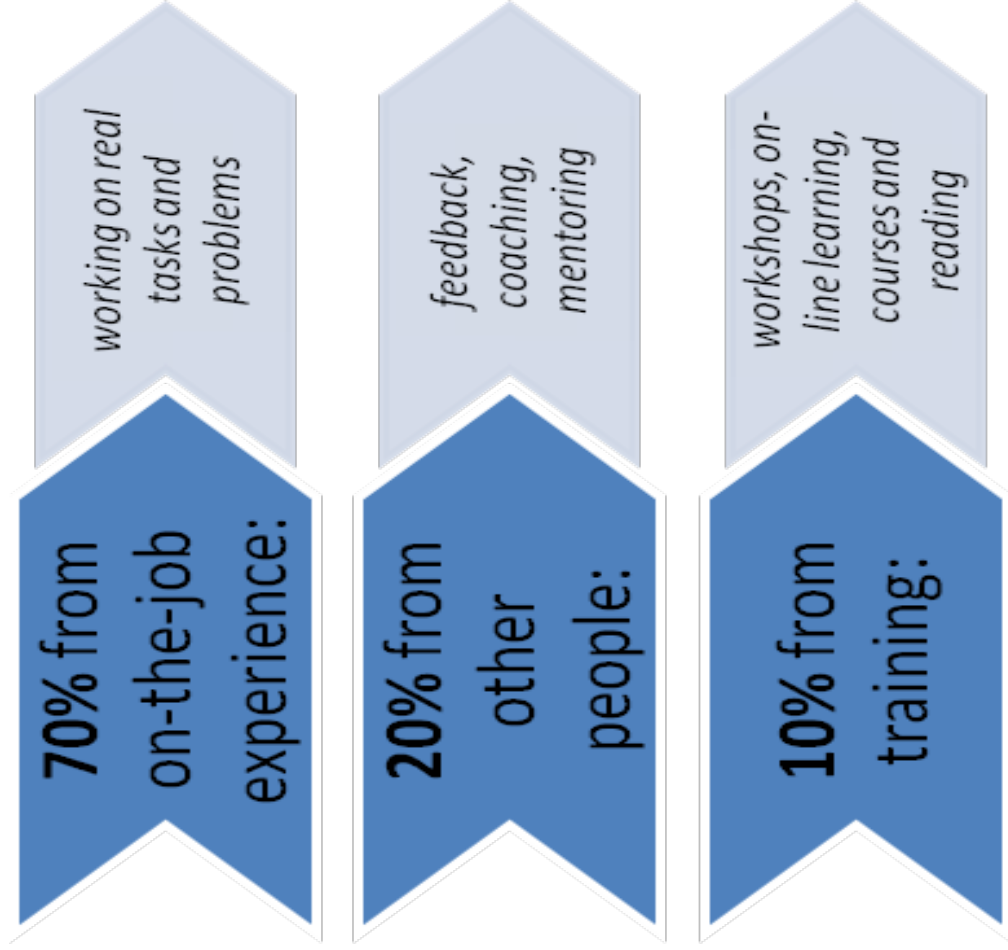 70% from
on-the-job
experience:
working on real
tasks and
problems
20% from
other
people:
feedback,
coaching,
mentoring
10% from
training:
workshops, on-
line learning,
courses and
reading